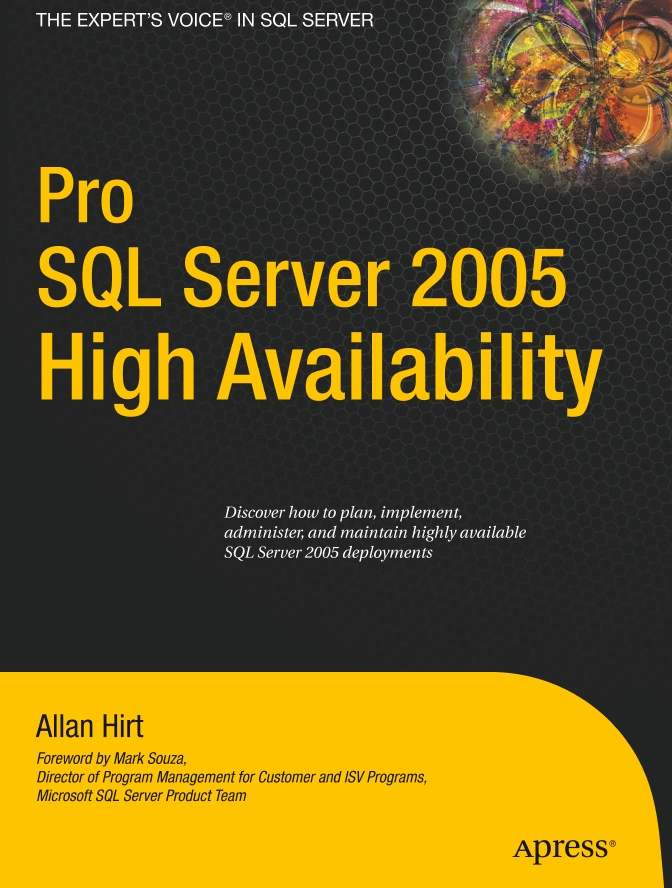 THE EXPERT'S VOICE® IN SQL SERVER
Pro
SQL Server 2005
High Availability
Discover how to plan, implement,
administer, and maintain highly available
SQL Server 2005 deployments
Allan Hirt
Foreword by Mark Souza,
Director of Program Management for Customer and ISV Programs,
Microsoft SQL Server Product Team
Apress®